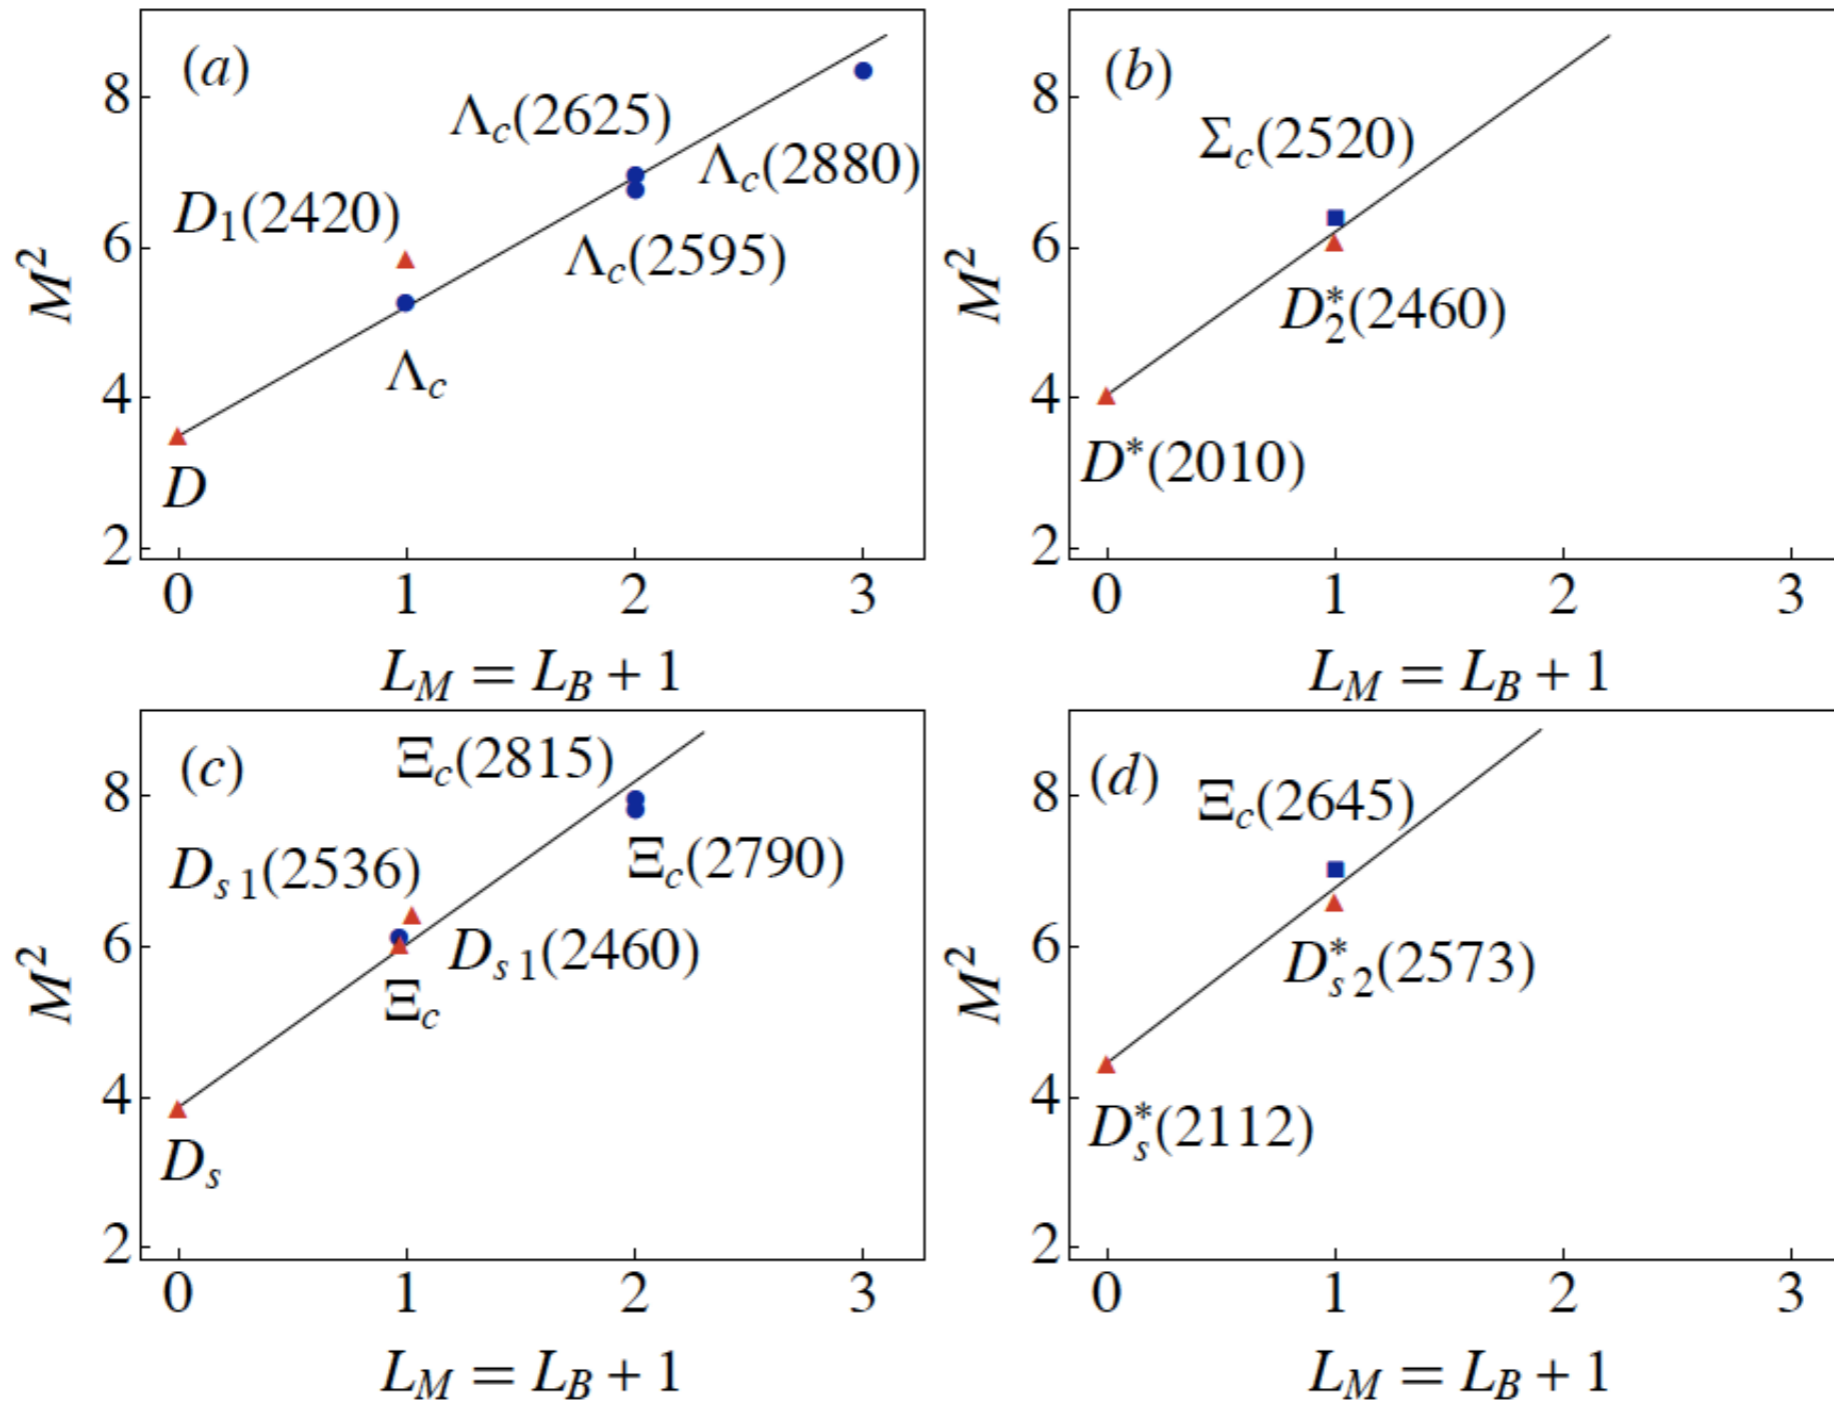 (a)
8
6
4
2
M²
Λc(2625)
Λc(2880)
D1(2420)
Λc(2595)
Λc
D
0 1 2 3
LM = LB + 1
(b)
8
6
4
2
M²
Σc(2520)
D*2(2460)
D*(2010)
0 1 2 3
LM = LB + 1
(c)
8
6
4
2
M²
Ξc(2815)
Ξc(2790)
Ds 1(2536)
Ds 1(2460)
Ξc
Ds
0 1 2 3
LM = LB + 1
(d)
8
6
4
2
M²
Ξc(2645)
D*s 2(2573)
D*s(2112)
0 1 2 3
LM = LB + 1